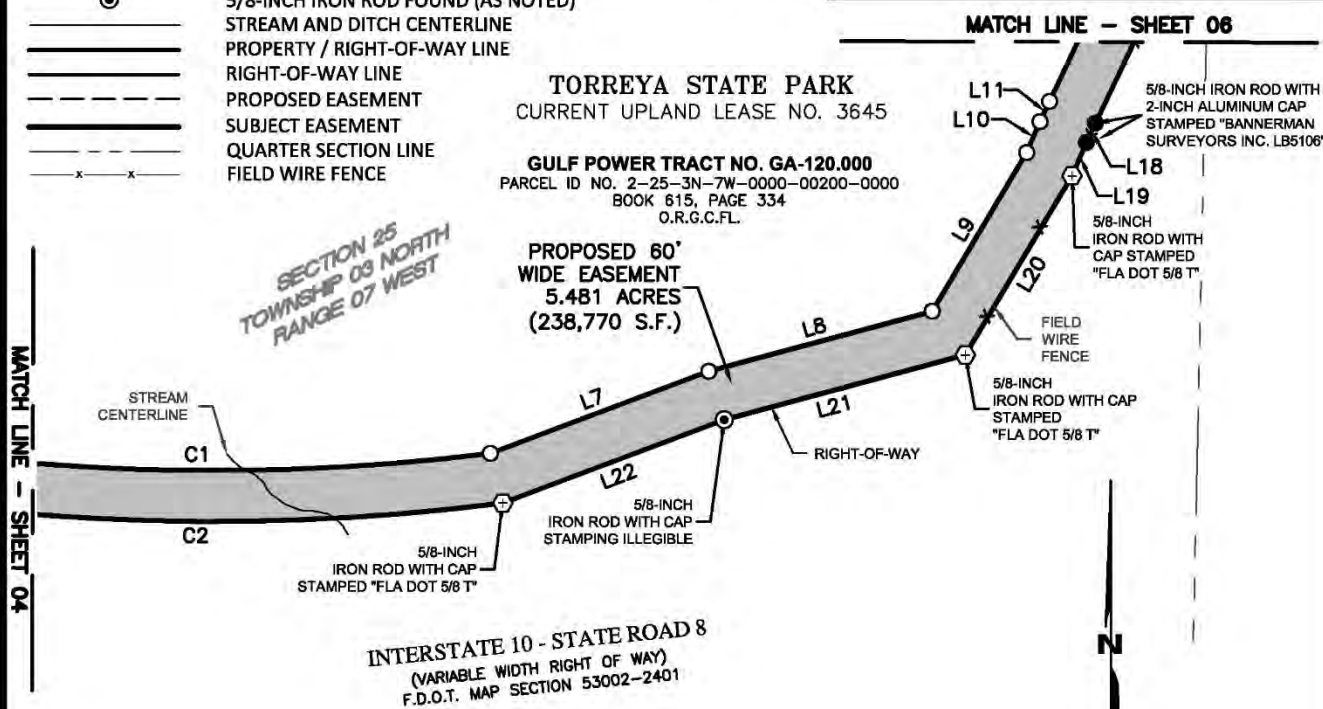 5/8-INCH IRON ROD FOUND (AS NOTED)
STREAM AND DITCH CENTERLINE
PROPERTY / RIGHT-OF-WAY LINE
RIGHT-OF-WAY LINE
PROPOSED EASEMENT
SUBJECT EASEMENT
QUARTER SECTION LINE
x x FIELD WIRE FENCE
MATCH LINE - SHEET 06
TORREYA STATE PARK
CURRENT UPLAND LEASE NO. 3645
GULF POWER TRACT NO. GA-120.000
PARCEL ID NO. 2-25-3N-7W-0000-00200-0000
BOOK 615, PAGE 334
O.R.G.C.FL.
L11
L10
5/8-INCH IRON ROD WITH
2-INCH ALUMINUM CAP
STAMPED "BANNERMAN
SURVEYORS INC. LB5106"
L18
L19
5/8-INCH
IRON ROD WITH
CAP STAMPED
"FLA DOT 5/8 T"
SECTION 25
TOWNSHIP 03 NORTH
RANGE 07 WEST
PROPOSED 60'
WIDE EASEMENT
5.481 ACRES
(238,770 S.F.)
L9
L20
L8
FIELD
WIRE
FENCE
MATCH LINE - SHEET 04
STREAM
CENTERLINE
L7
L21
5/8-INCH
IRON ROD WITH CAP
STAMPED
"FLA DOT 5/8 T"
RIGHT-OF-WAY
C1
L22
C2
5/8-INCH
IRON ROD WITH CAP
STAMPING ILLEGIBLE
5/8-INCH
IRON ROD WITH CAP
STAMPED "FLA DOT 5/8 T"
INTERSTATE 10 - STATE ROAD 8
(VARIABLE WIDTH RIGHT OF WAY)
F.D.O.T. MAP SECTION 53002-2401
N